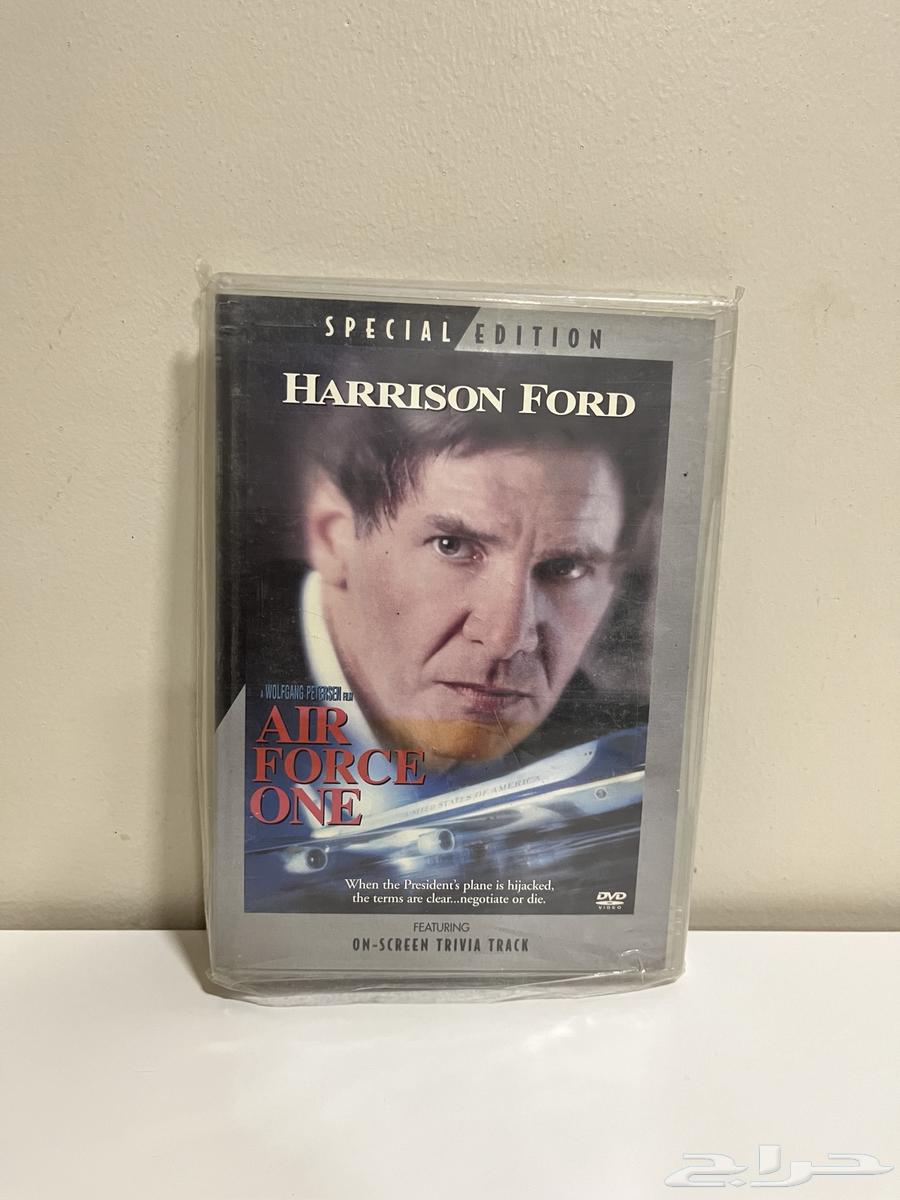 SPECIAL EDITION
HARRISON FORD
A WOLFGANG PETERSEN FILM
AIR
FORCE
ONE
UNITED STATES OF AMERICA
When the President's plane is hijacked,
the terms are clear...negotiate or die.
DVD
VIDEO
FEATURING
ON-SCREEN TRIVIA TRACK
حراج